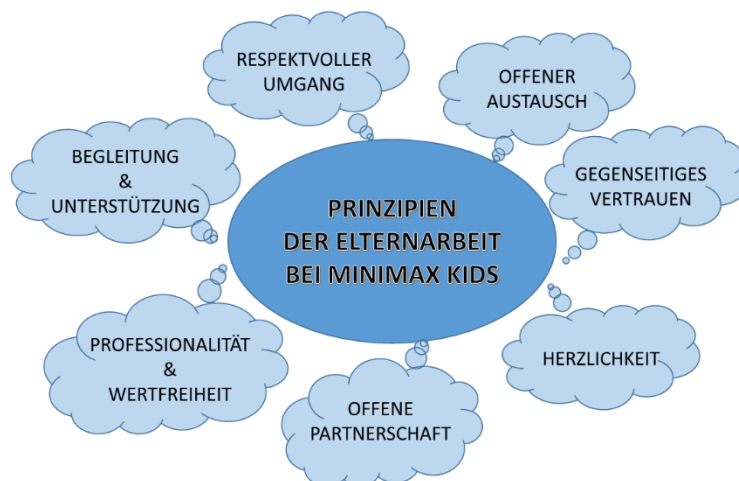 RESPEKTVOLLER
UMGANG
OFFENER
AUSTAUSCH
BEGLEITUNG
&
UNTERSTÜTZUNG
GEGENSEITIGES
VERTRAUEN
PRINZIPIEN
DER ELTERNARBEIT
BEI MINIMAX KIDS
PROFESSIONALITÄT
&
WERTFREIHEIT
HERZLICHKEIT
OFFENE
PARTNERSCHAFT